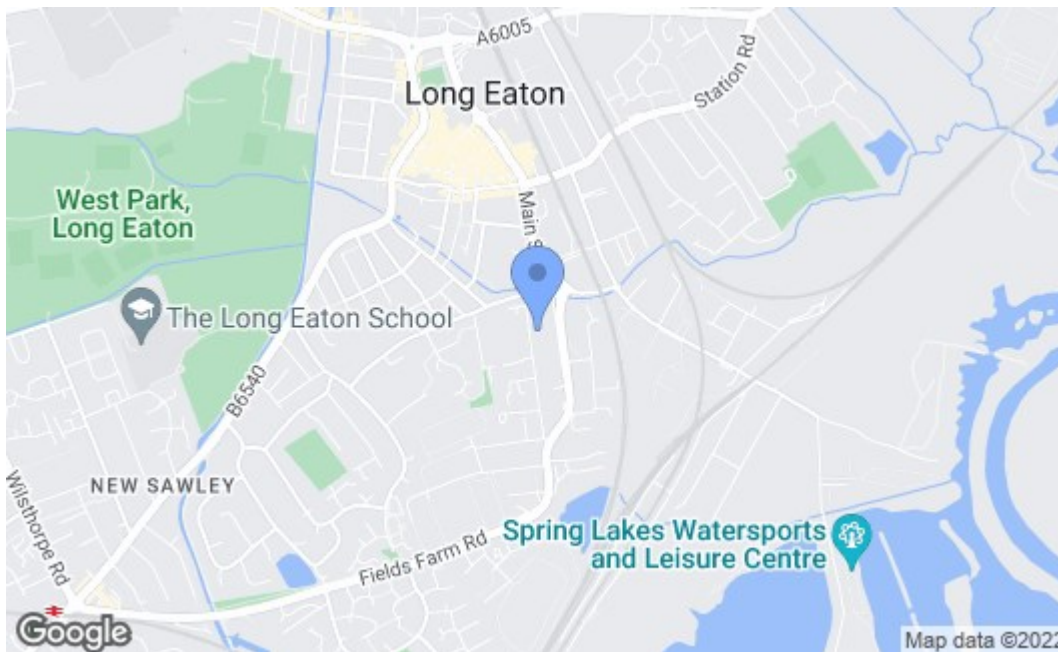 A6005
Long Eaton
Station Rd
West Park,
Long Eaton
Main S
The Long Eaton School
B6540
NEW SAWLEY
Wilsthorpe Rd
Spring Lakes Watersports
and Leisure Centre
Fields Farm Rd
Google
Map data ©2022